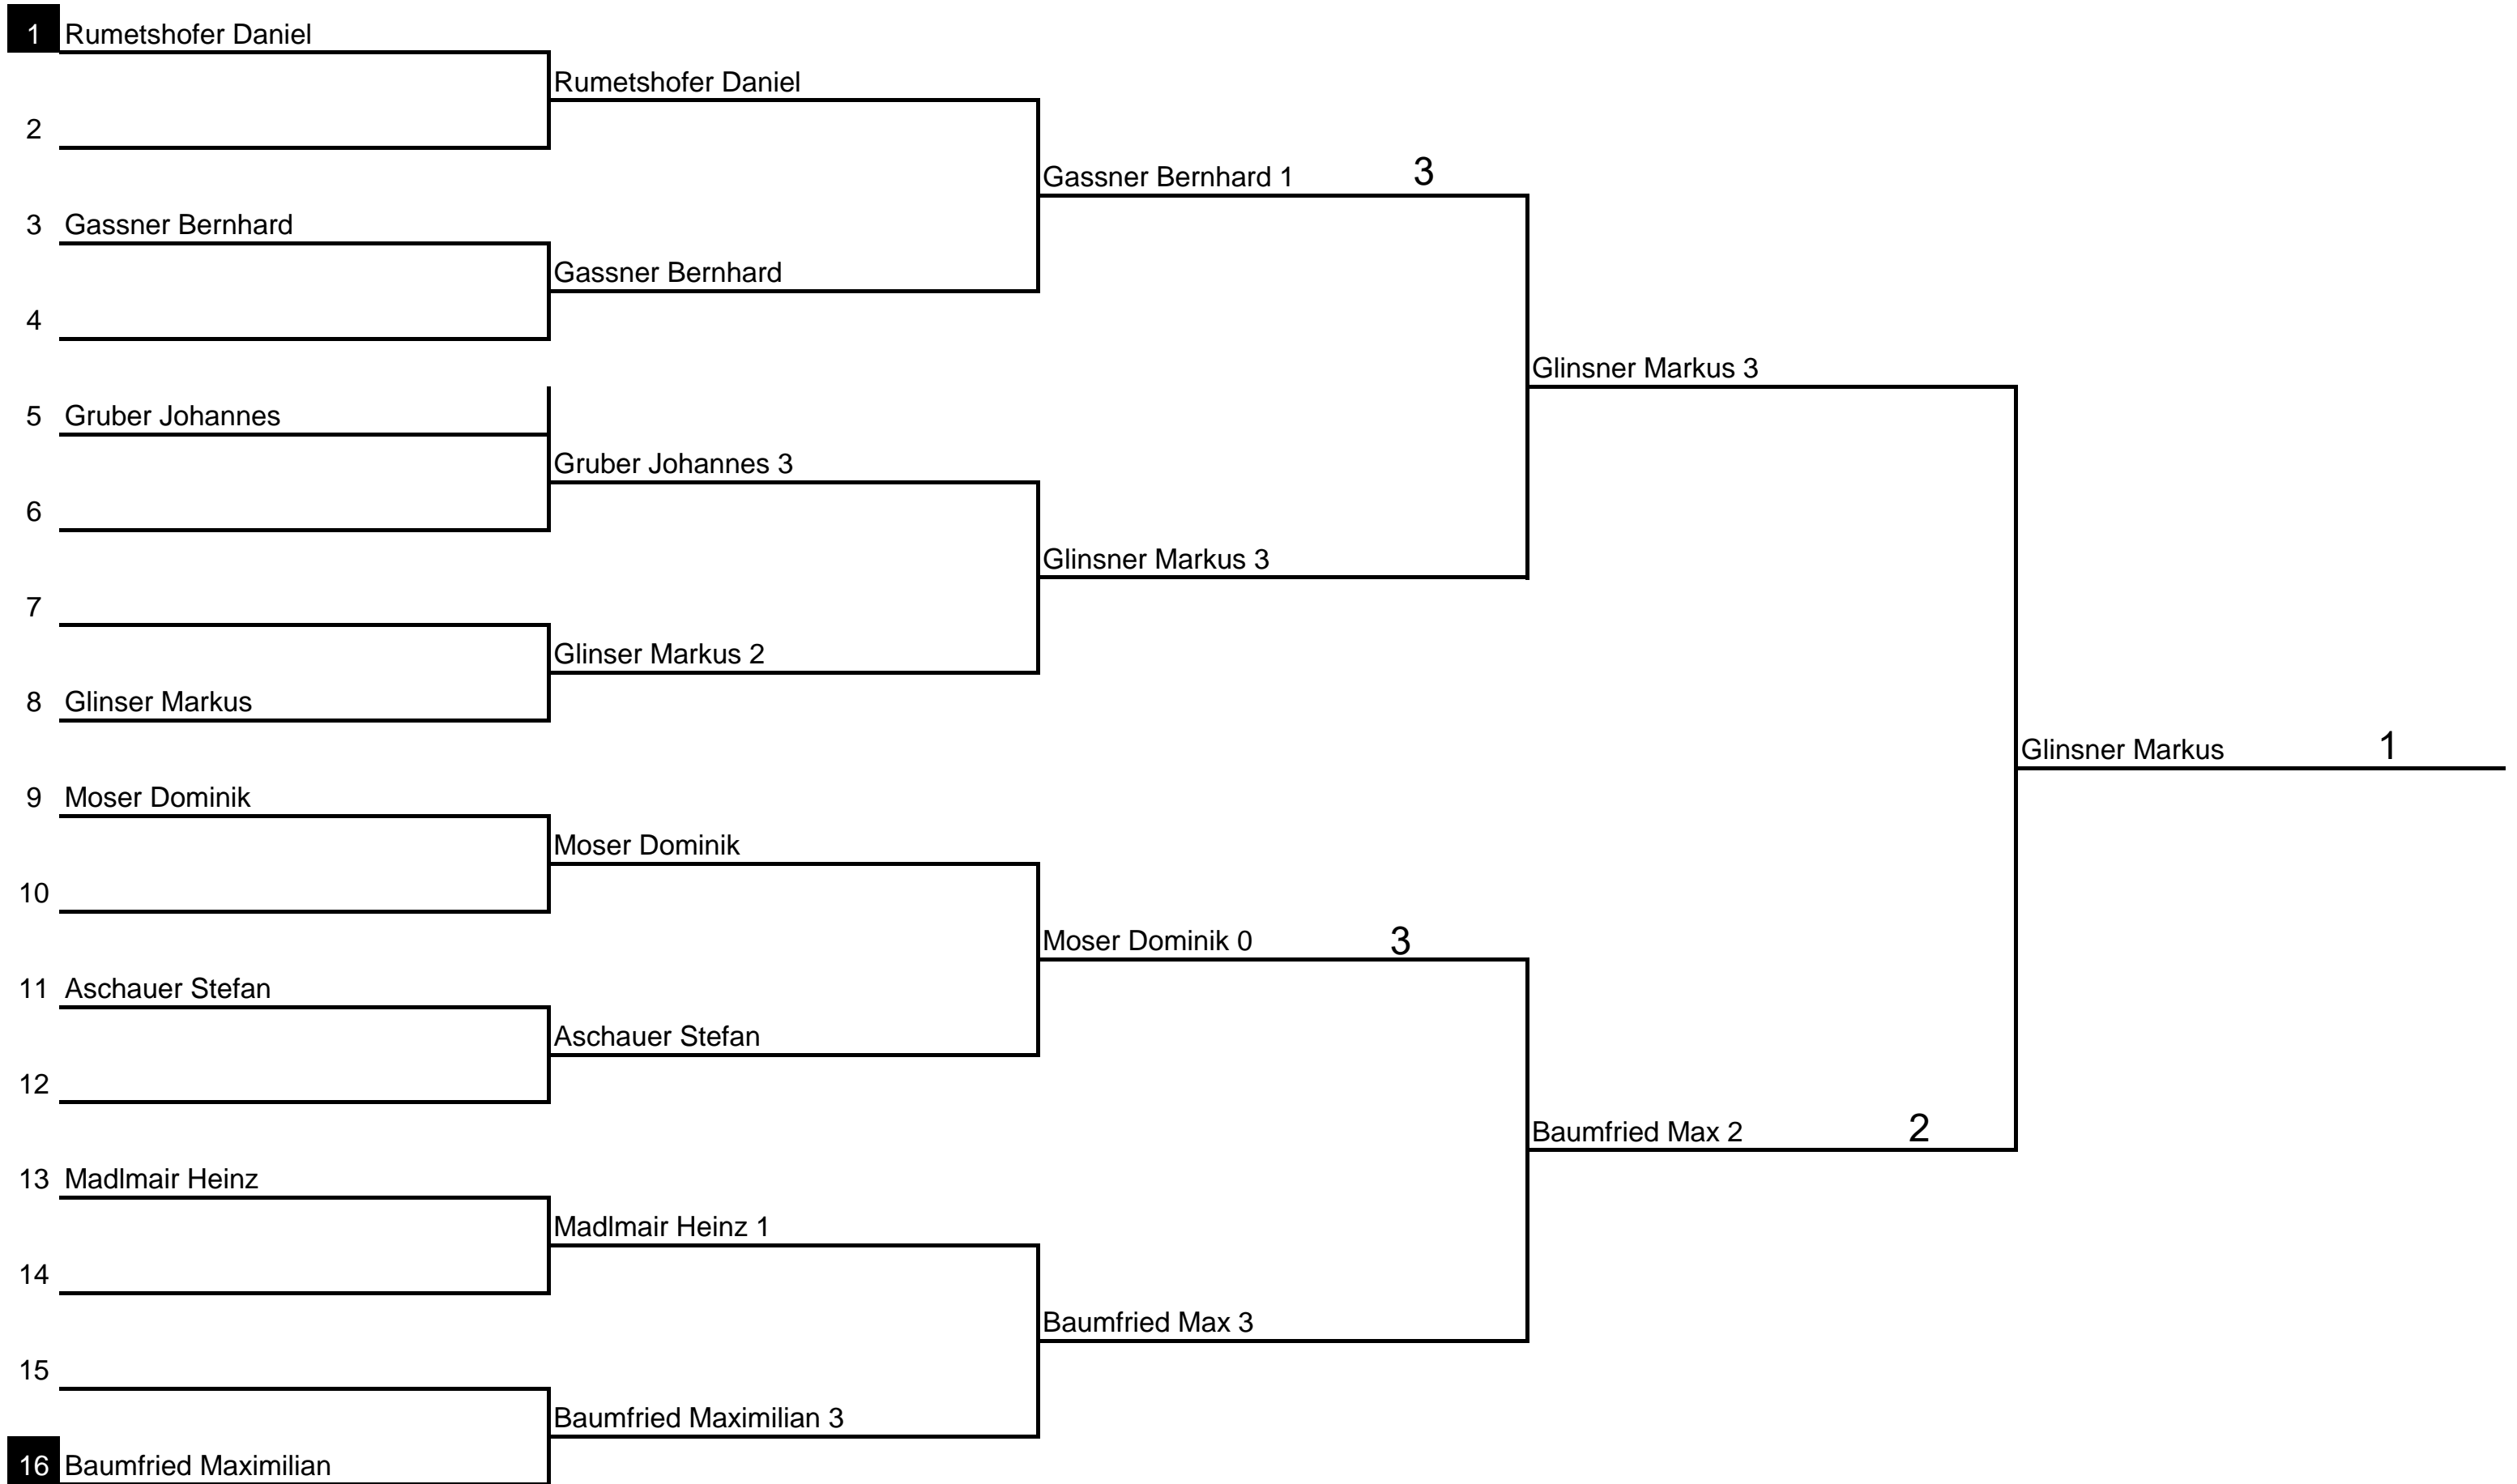 1 Rumetshofer Daniel
Rumetshofer Daniel
2
Gassner Bernhard 1 3
3 Gassner Bernhard
Gassner Bernhard
4
Glinsner Markus 3
5 Gruber Johannes
Gruber Johannes 3
6
Glinsner Markus 3
7
Glinser Markus 2
8 Glinser Markus
Glinsner Markus 1
9 Moser Dominik
Moser Dominik
10
Moser Dominik 0 3
11 Aschauer Stefan
Aschauer Stefan
12
Baumfried Max 2 2
13 Madlmair Heinz
Madlmair Heinz 1
14
Baumfried Max 3
15
Baumfried Maximilian 3
16 Baumfried Maximilian